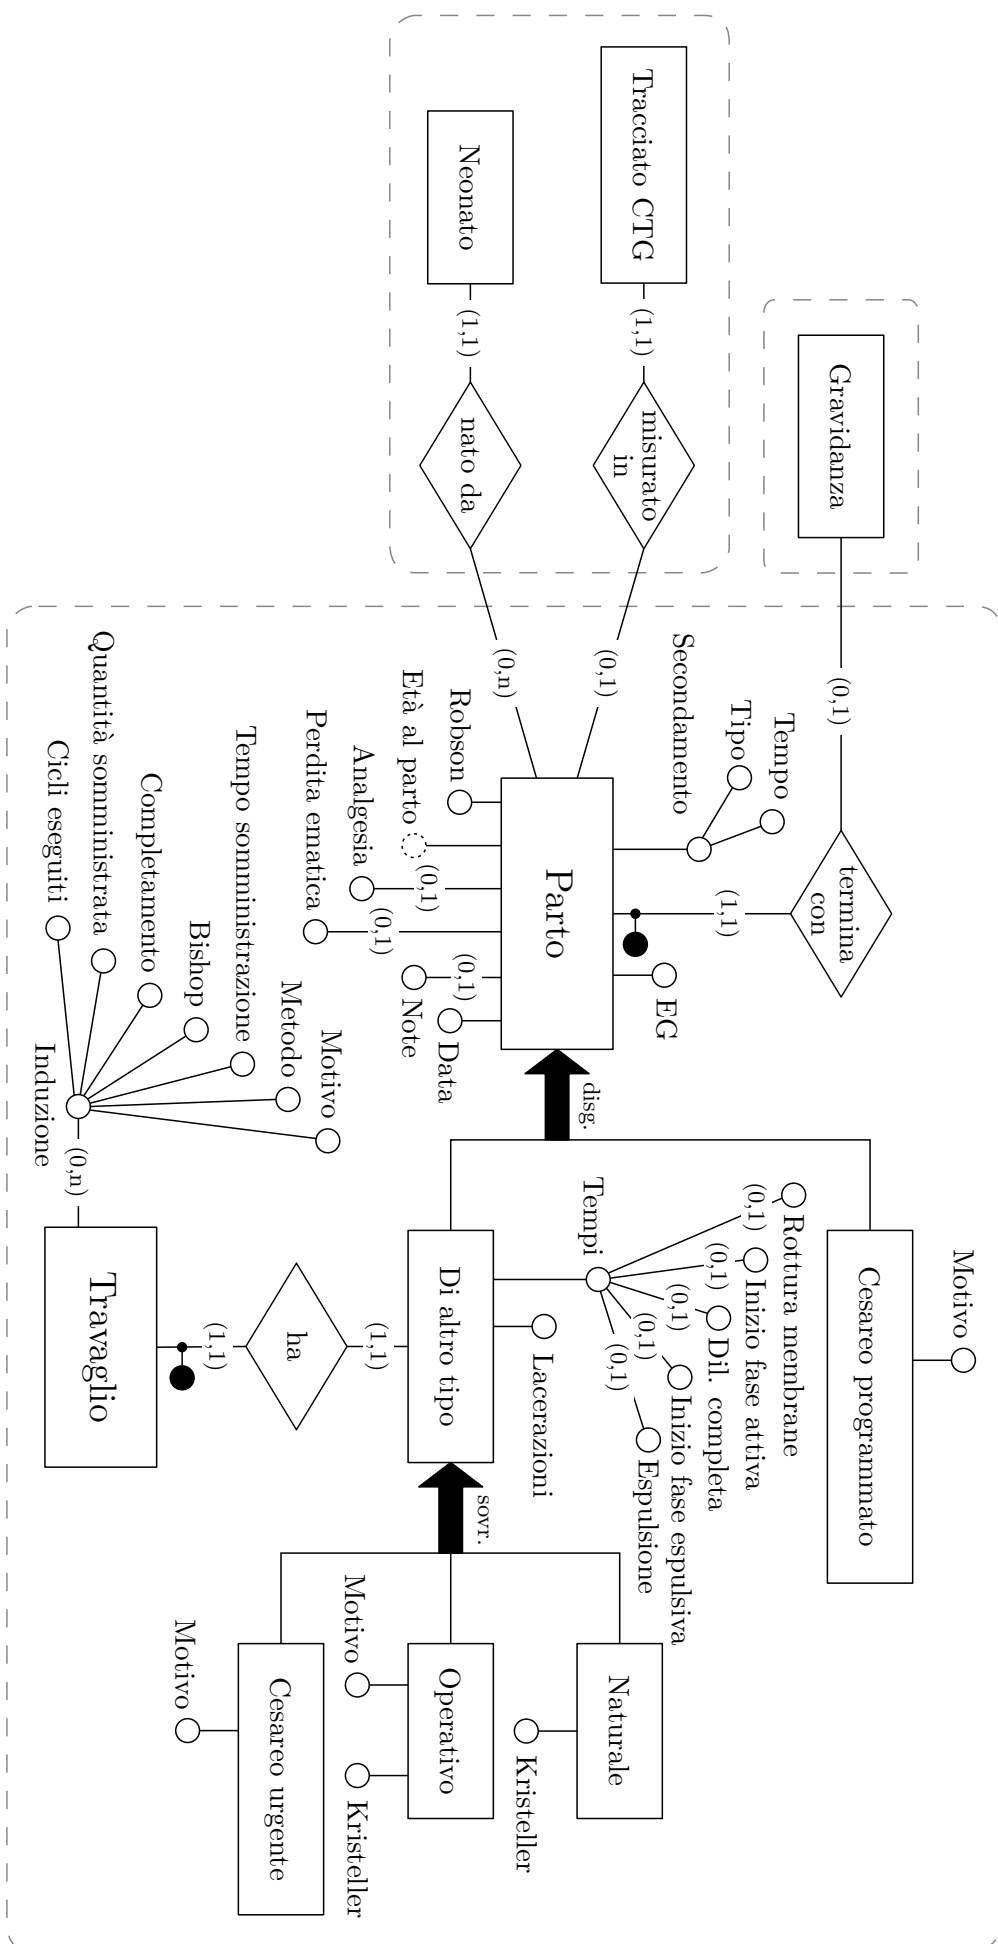 Tracciato CTG
(1,1)
misurato
in
(0,1)
Neonato
(1,1)
nato da
(0,n)
Gravidanza
(0,1)
termina
con
(1,1)
Parto
Secondamento
Tipo
Tempo
EG
Robson
Età al parto
Analgesia
(0,1)
Perdita ematica
(0,1)
Note
(0,1)
Data
disg.
Cesareo programmato
Motivo
Di altro tipo
Tempi
Rottura membrane
(0,1)
Inizio fase attiva
(0,1)
Dil. completa
(0,1)
Inizio fase espulsiva
(0,1)
Espulsione
(0,1)
Lacerazioni
(1,1)
ha
(1,1)
Travaglio
(0,n)
Induzione
Motivo
Metodo
Tempo somministrazione
Bishop
Completamento
Quantità somministrata
Cicli eseguiti
sovr.
Naturale
Kristeller
Operativo
Motivo
Kristeller
Cesareo urgente
Motivo